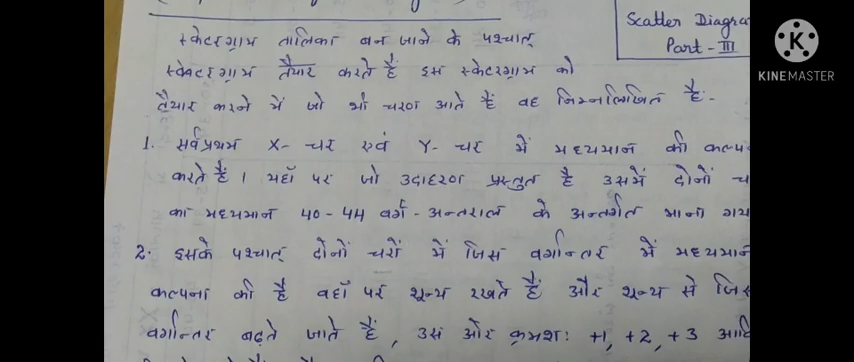 Scatter Diagra
Part - III
स्केटरग्राम तालिका बन जाने के पश्चात्
स्केटरग्राम तैयार करते हैं इस स्केटरग्राम को
तैयार करने में जो भी चरण आते हैं वह निम्नलिखित हैं-
1. सर्वप्रथम X- चर एवं Y- चर में मध्यमान की कल्प
करते हैं। यहाँ पर जो उदाहरण प्रस्तुत है उसमें दोनों च
का मध्यमान 40-44 वर्ग-अन्तराल के अन्तर्गत माना गय
2. इसके पश्चात् दोनों चरों में जिस वर्गान्तर में मध्यमान
कल्पना की है वहाँ पर शून्य रखते हैं और शून्य से जिस
वर्गान्तर बढ़ते जाते हैं, उस ओर क्रमशः +1, +2, +3 आदि
KINEMASTER